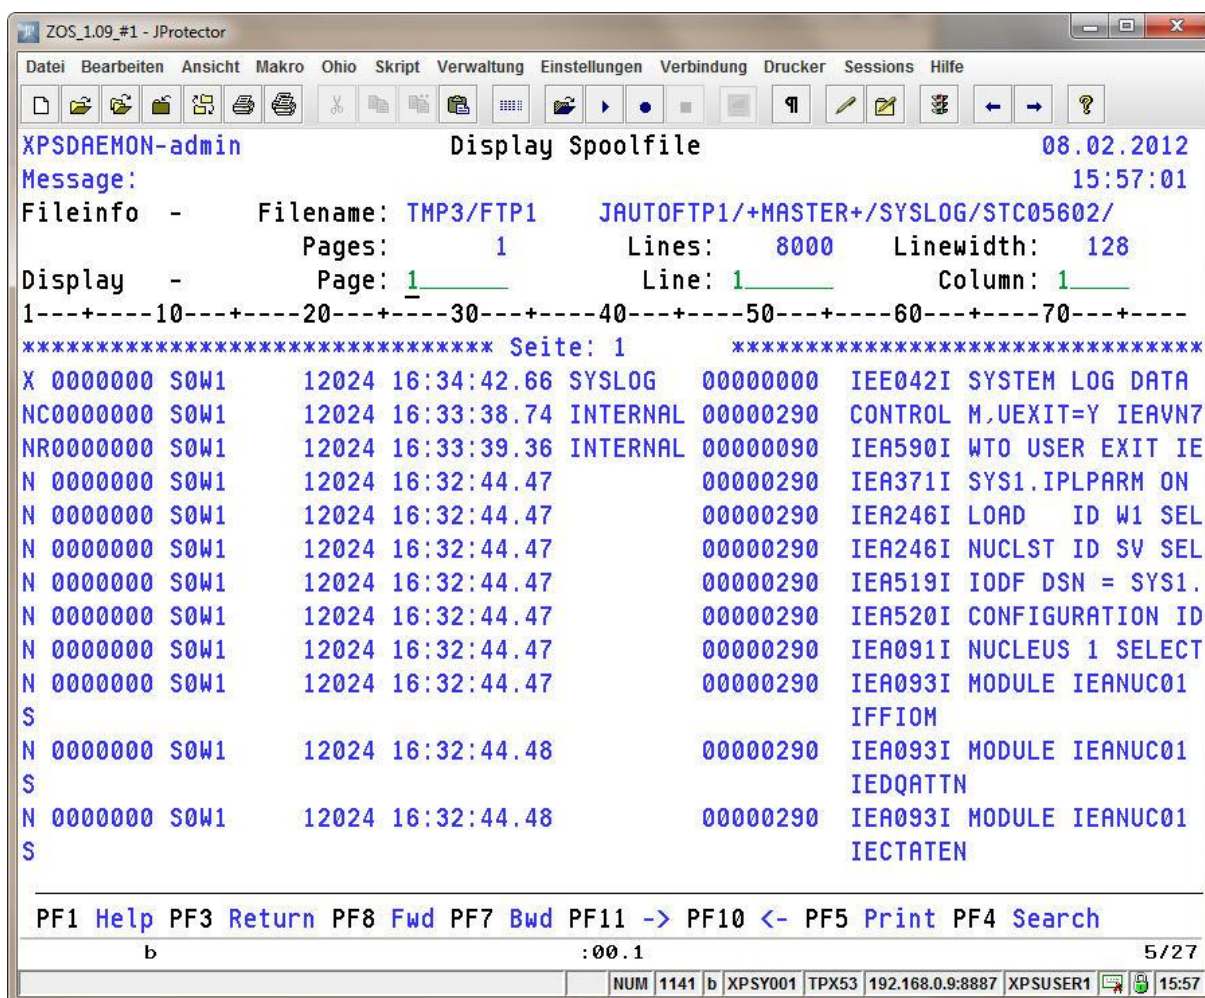 ZOS_1.09_#1 - JProtector
Datei Bearbeiten Ansicht Makro Ohio Skript Verwaltung Einstellungen Verbindung Drucker Sessions Hilfe
XPSDAEMON-admin Display Spoolfile 08.02.2012
Message: 15:57:01
Fileinfo - Filename: TMP3/FTP1 JAUTOFTP1/+MASTER+/SYSLOG/STC05602/
Pages: 1 Lines: 8000 Linewidth: 128
Display - Page: 1_______ Line: 1_______ Column: 1____
1---+----10---+----20---+----30---+----40---+----50---+----60---+----70---+----
******************************** Seite: 1 ********************************
X 0000000 S0W1 12024 16:34:42.66 SYSLOG 00000000 IEE042I SYSTEM LOG DATA
NC0000000 S0W1 12024 16:33:38.74 INTERNAL 00000290 CONTROL M,UEXIT=Y IEAVN7
NR0000000 S0W1 12024 16:33:39.36 INTERNAL 00000090 IEA590I WTO USER EXIT IE
N 0000000 S0W1 12024 16:32:44.47 00000290 IEA371I SYS1.IPLPARM ON
N 0000000 S0W1 12024 16:32:44.47 00000290 IEA246I LOAD ID W1 SEL
N 0000000 S0W1 12024 16:32:44.47 00000290 IEA246I NUCLST ID SV SEL
N 0000000 S0W1 12024 16:32:44.47 00000290 IEA519I IODF DSN = SYS1.
N 0000000 S0W1 12024 16:32:44.47 00000290 IEA520I CONFIGURATION ID
N 0000000 S0W1 12024 16:32:44.47 00000290 IEA091I NUCLEUS 1 SELECT
N 0000000 S0W1 12024 16:32:44.47 00000290 IEA093I MODULE IEANUC01
S IFFIOM
N 0000000 S0W1 12024 16:32:44.48 00000290 IEA093I MODULE IEANUC01
S IEDQATTN
N 0000000 S0W1 12024 16:32:44.48 00000290 IEA093I MODULE IEANUC01
S IECTATEN
PF1 Help PF3 Return PF8 Fwd PF7 Bwd PF11 -> PF10 <- PF5 Print PF4 Search
b :00.1 5/27
NUM 1141 b XPSY001 TPX53 192.168.0.9:8887 XPSUSER1 15:57